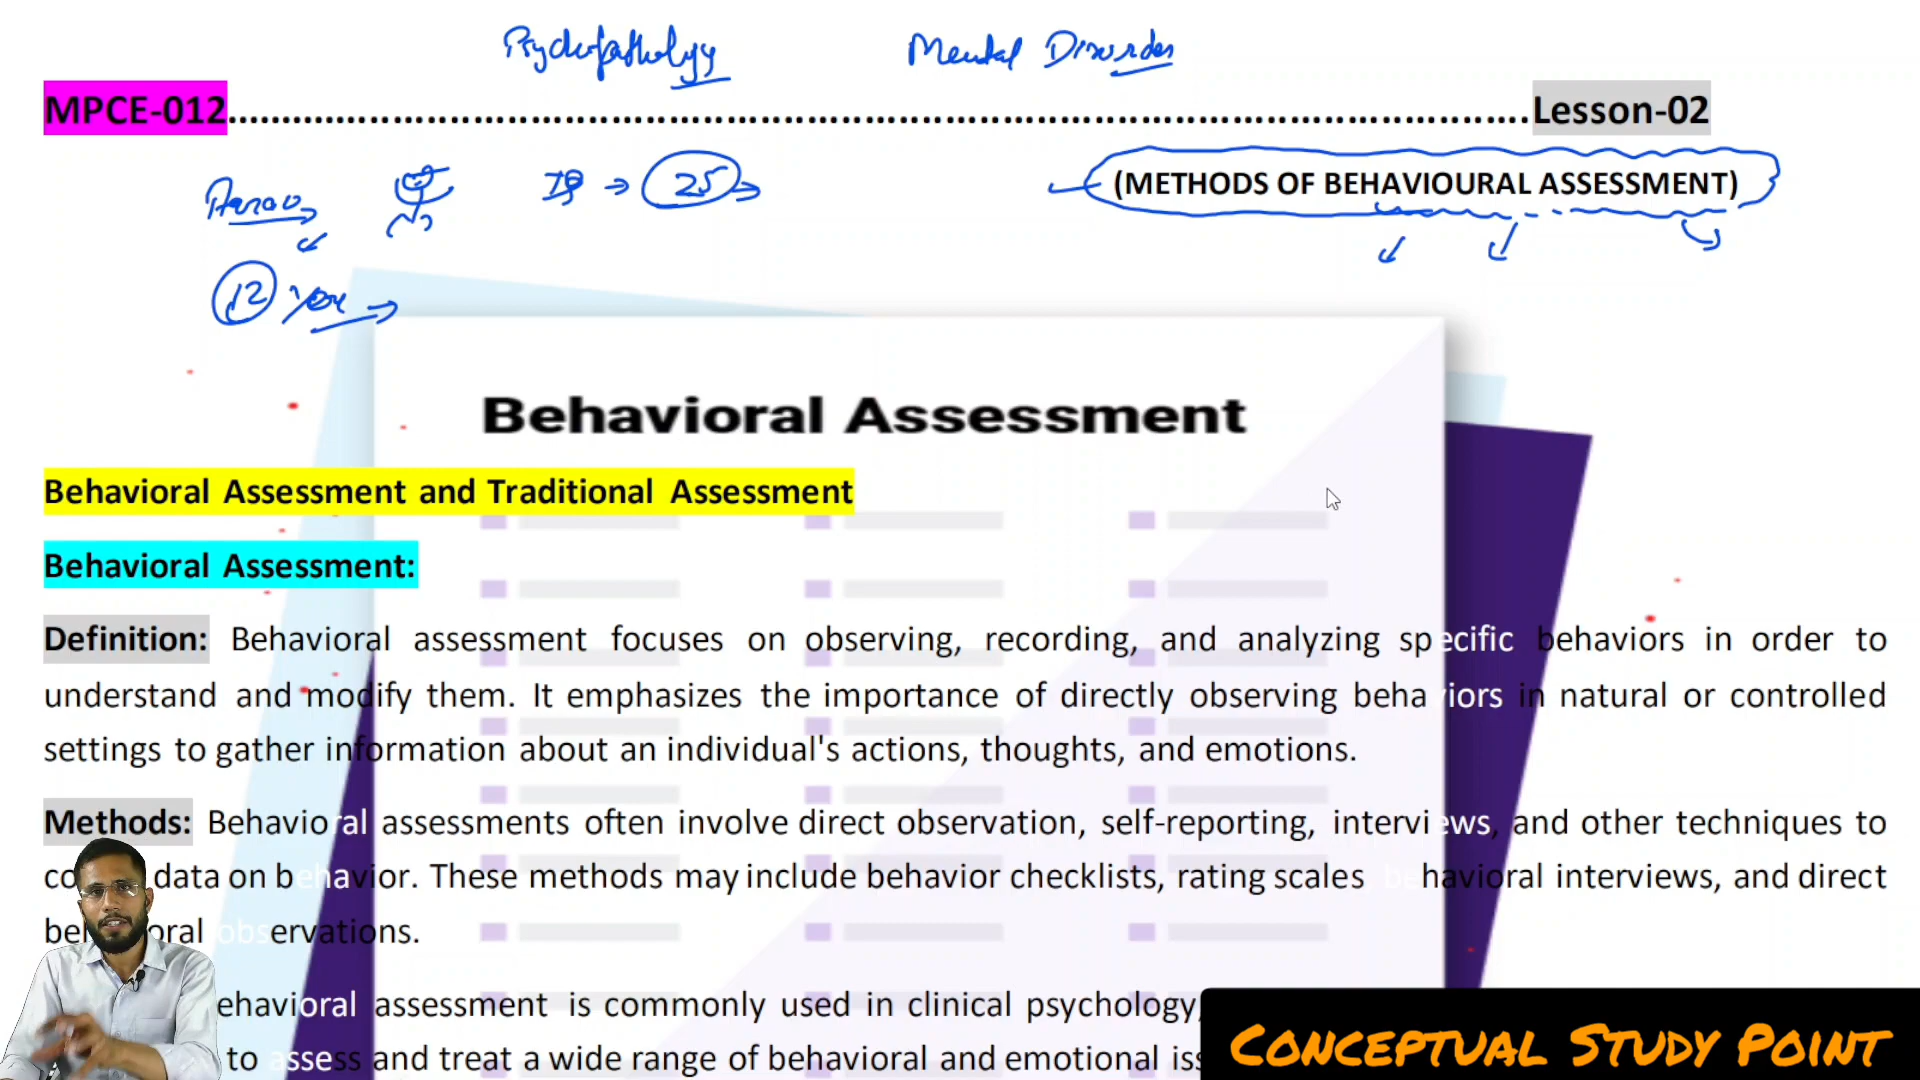 Psychopathology Mental Disorder
MPCE-012 Lesson-02
IQ → 25 (METHODS OF BEHAVIOURAL ASSESSMENT)
12 year
Behavioral Assessment
Behavioral Assessment and Traditional Assessment
Behavioral Assessment:
Definition: Behavioral assessment focuses on observing, recording, and analyzing specific behaviors in order to
understand and modify them. It emphasizes the importance of directly observing behaviors in natural or controlled
settings to gather information about an individual's actions, thoughts, and emotions.
Methods: Behavioral assessments often involve direct observation, self-reporting, interviews, and other techniques to
data on behavior. These methods may include behavior checklists, rating scales behavioral interviews, and direct
observations.
assessment is commonly used in clinical psychology,
to assess and treat a wide range of behavioral and emotional
CONCEPTUAL STUDY POINT